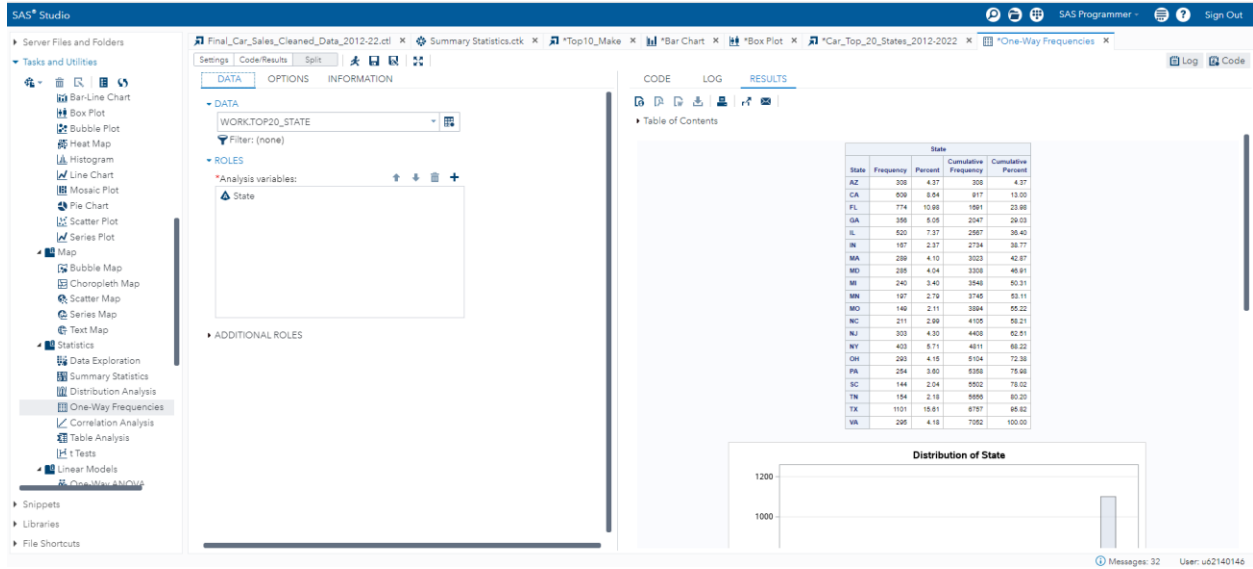 SAS® Studio
SAS Programmer
Sign Out
Server Files and Folders
Tasks and Utilities
Bar-Line Chart
Box Plot
Bubble Plot
Heat Map
Histogram
Line Chart
Mosaic Plot
Pie Chart
Scatter Plot
Series Plot
Map
Bubble Map
Choropleth Map
Scatter Map
Series Map
Text Map
Statistics
Data Exploration
Summary Statistics
Distribution Analysis
One-Way Frequencies
Correlation Analysis
Table Analysis
t Tests
Linear Models
One-Way ANOVA
Snippets
Libraries
File Shortcuts
Final_Car_Sales_Cleaned_Data_2012-22.ctl × Summary Statistics.ctk × *Top10_Make × *Bar Chart × *Box Plot × *Car_Top_20_States_2012-2022 × *One-Way Frequencies ×
Settings Code/Results Split
Log Code
DATA OPTIONS INFORMATION
DATA
WORK.TOP20_STATE
Filter: (none)
ROLES
*Analysis variables:
State
ADDITIONAL ROLES
CODE LOG RESULTS
Table of Contents
State
State Frequency Percent Cumulative Frequency Cumulative Percent
AZ 308 4.37 308 4.37
CA 609 8.64 917 13.00
FL 774 10.98 1691 23.98
GA 356 5.05 2047 29.03
IL 520 7.37 2567 36.40
IN 167 2.37 2734 38.77
MA 289 4.10 3023 42.87
MD 285 4.04 3308 46.91
MI 240 3.40 3548 50.31
MN 197 2.79 3745 53.11
MO 149 2.11 3894 55.22
NC 211 2.99 4105 58.21
NJ 303 4.30 4408 62.51
NY 403 5.71 4811 68.22
OH 293 4.15 5104 72.38
PA 254 3.60 5358 75.98
SC 144 2.04 5502 78.02
TN 154 2.18 5656 80.20
TX 1101 15.61 6757 95.82
VA 295 4.18 7052 100.00
Distribution of State
1200
1000
Messages: 32 User: u62140146